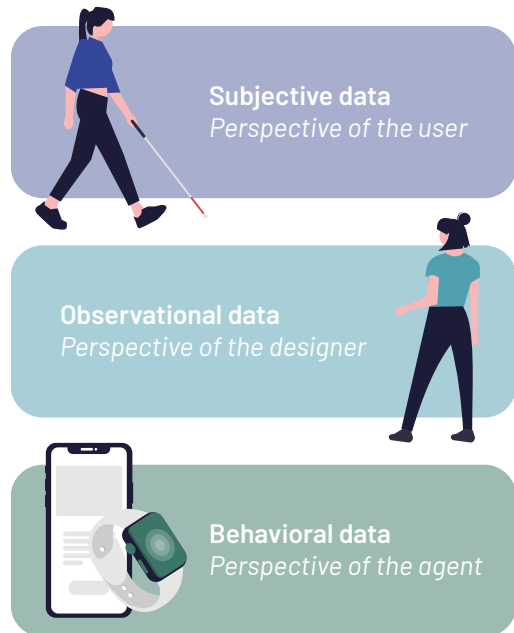 Subjective data
Perspective of the user
Observational data
Perspective of the designer
Behavioral data
Perspective of the agent